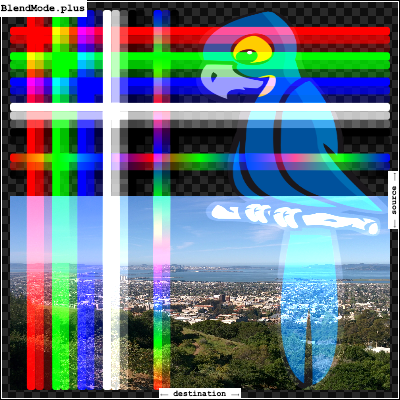 BlendMode.plus
← source →
← destination →